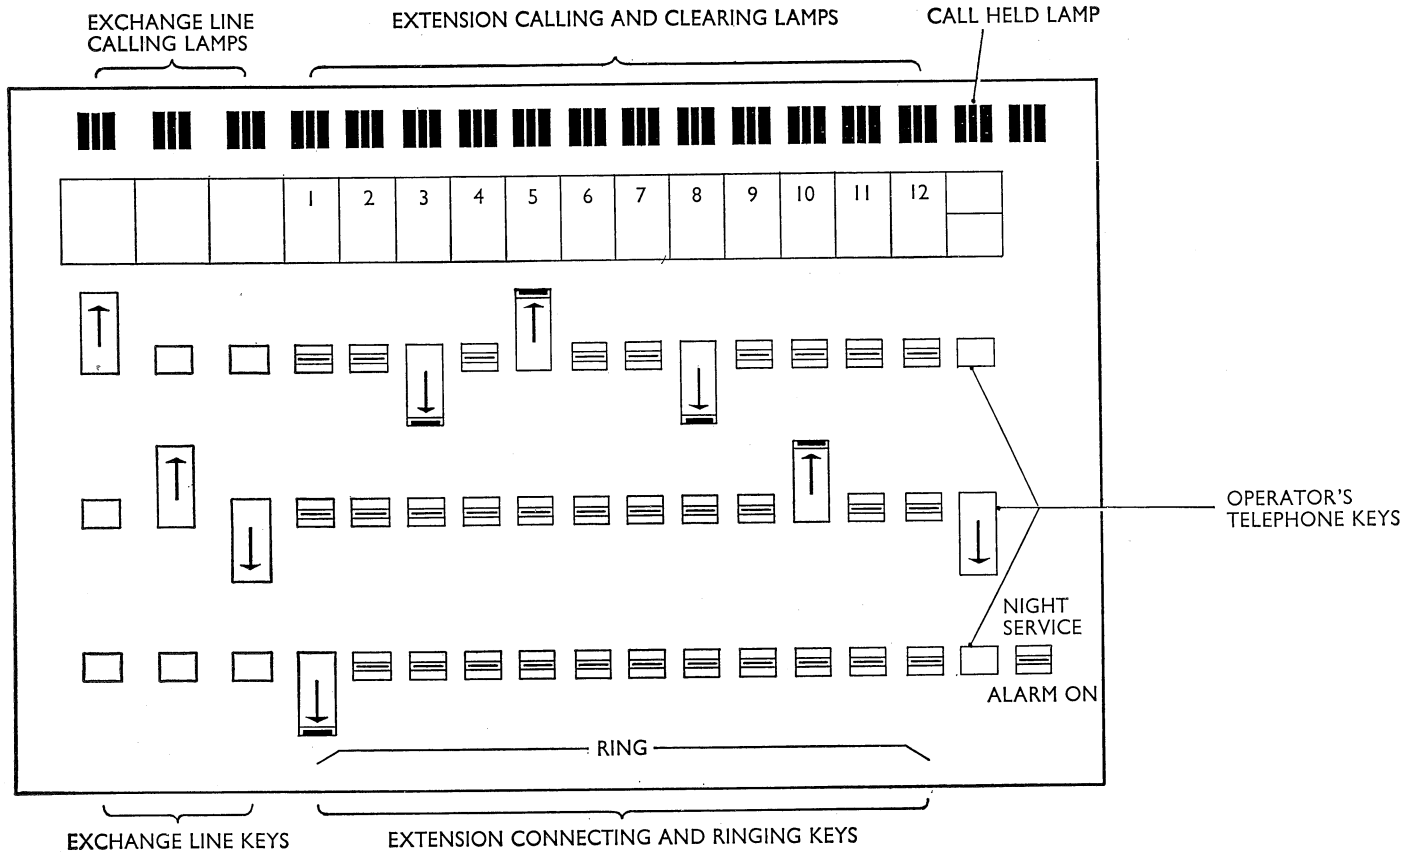 EXCHANGE LINE
CALLING LAMPS
EXTENSION CALLING AND CLEARING LAMPS
CALL HELD LAMP
1 2 3 4 5 6 7 8 9 10 11 12
OPERATOR'S
TELEPHONE KEYS
NIGHT
SERVICE
ALARM ON
RING
EXCHANGE LINE KEYS
EXTENSION CONNECTING AND RINGING KEYS